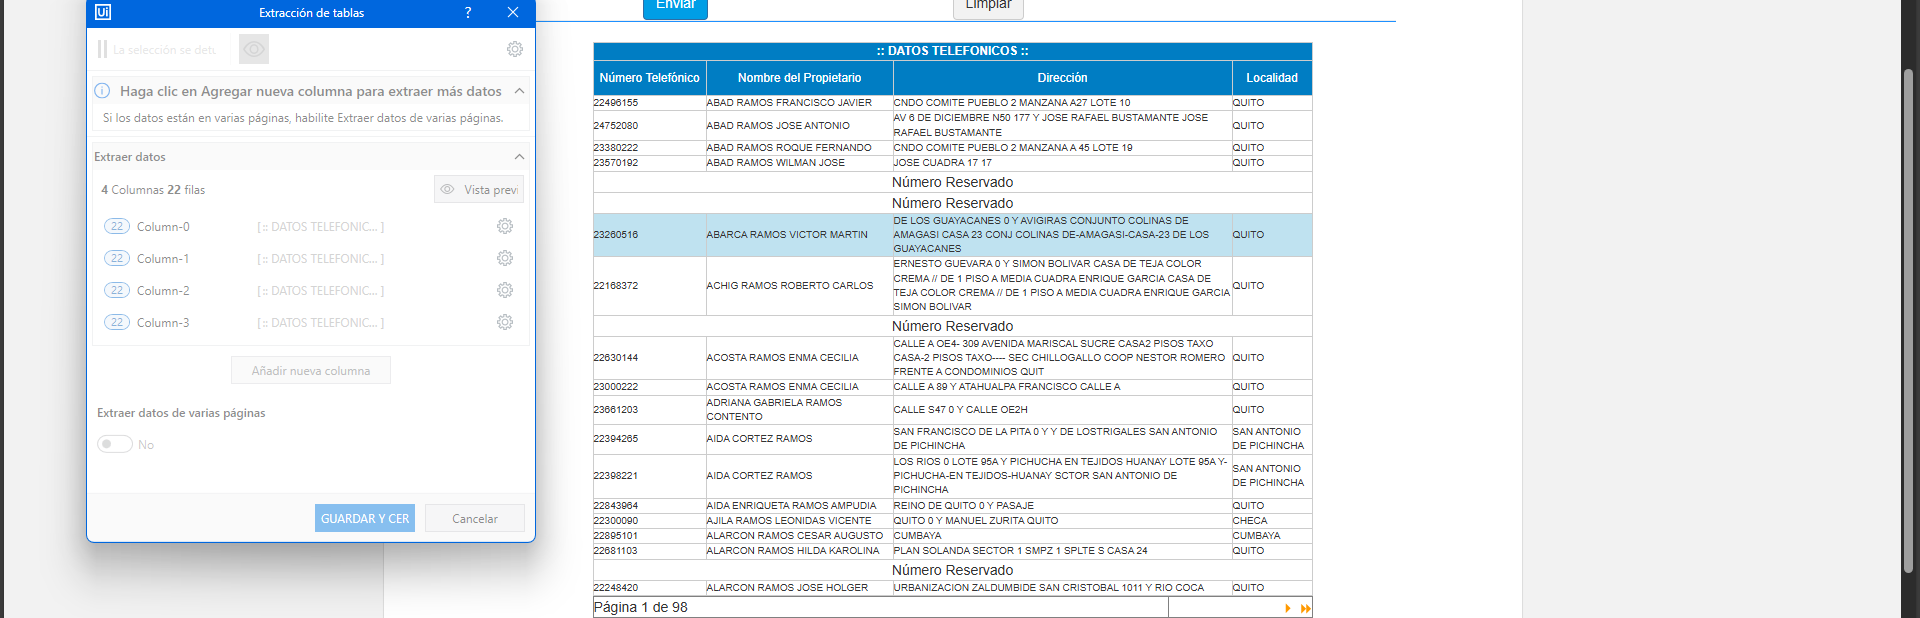 Ui Extracción de tablas ?
La selección se detu
Haga clic en Agregar nueva columna para extraer más datos
Si los datos están en varias páginas, habilite Extraer datos de varias páginas.
Extraer datos
4 Columnas 22 filas
Vista previ
22 Column-0 [:: DATOS TELEFONIC... ]
22 Column-1 [:: DATOS TELEFONIC... ]
22 Column-2 [:: DATOS TELEFONIC... ]
22 Column-3 [:: DATOS TELEFONIC... ]
Añadir nueva columna
Extraer datos de varias páginas
No
GUARDAR Y CER Cancelar
Enviar Limpiar
:: DATOS TELEFONICOS ::
Número Telefónico Nombre del Propietario Dirección Localidad
22496155 ABAD RAMOS FRANCISCO JAVIER CNDO COMITE PUEBLO 2 MANZANA A27 LOTE 10 QUITO
24752080 ABAD RAMOS JOSE ANTONIO AV 6 DE DICIEMBRE N50 177 Y JOSE RAFAEL BUSTAMANTE JOSE
RAFAEL BUSTAMANTE QUITO
23380222 ABAD RAMOS ROQUE FERNANDO CNDO COMITE PUEBLO 2 MANZANA A 45 LOTE 19 QUITO
23570192 ABAD RAMOS WILMAN JOSE JOSE CUADRA 17 17 QUITO
Número Reservado
Número Reservado
23260516 ABARCA RAMOS VICTOR MARTIN DE LOS GUAYACANES 0 Y AVIGIRAS CONJUNTO COLINAS DE
AMAGASI CASA 23 CONJ COLINAS DE-AMAGASI-CASA-23 DE LOS
GUAYACANES QUITO
22168372 ACHIG RAMOS ROBERTO CARLOS ERNESTO GUEVARA 0 Y SIMON BOLIVAR CASA DE TEJA COLOR
CREMA // DE 1 PISO A MEDIA CUADRA ENRIQUE GARCIA CASA DE
TEJA COLOR CREMA // DE 1 PISO A MEDIA CUADRA ENRIQUE GARCIA
SIMON BOLIVAR QUITO
Número Reservado
22630144 ACOSTA RAMOS ENMA CECILIA CALLE A OE4- 309 AVENIDA MARISCAL SUCRE CASA2 PISOS TAXO
CASA-2 PISOS TAXO---- SEC CHILLOGALLO COOP NESTOR ROMERO
FRENTE A CONDOMINIOS QUIT QUITO
23000222 ACOSTA RAMOS ENMA CECILIA CALLE A 89 Y ATAHUALPA FRANCISCO CALLE A QUITO
23661203 ADRIANA GABRIELA RAMOS
CONTENTO CALLE S47 0 Y CALLE OE2H QUITO
22394265 AIDA CORTEZ RAMOS SAN FRANCISCO DE LA PITA 0 Y Y DE LOSTRIGALES SAN ANTONIO
DE PICHINCHA SAN ANTONIO
DE PICHINCHA
22398221 AIDA CORTEZ RAMOS LOS RIOS 0 LOTE 95A Y PICHUCHA EN TEJIDOS HUANAY LOTE 95A Y-
PICHUCHA-EN TEJIDOS-HUANAY SCTOR SAN ANTONIO DE
PICHINCHA SAN ANTONIO
DE PICHINCHA
22843964 AIDA ENRIQUETA RAMOS AMPUDIA REINO DE QUITO 0 Y PASAJE QUITO
22300090 AJILA RAMOS LEONIDAS VICENTE QUITO 0 Y MANUEL ZURITA QUITO CHECA
22895101 ALARCON RAMOS CESAR AUGUSTO CUMBAYA CUMBAYA
22681103 ALARCON RAMOS HILDA KAROLINA PLAN SOLANDA SECTOR 1 SMPZ 1 SPLTE S CASA 24 QUITO
Número Reservado
22248420 ALARCON RAMOS JOSE HOLGER URBANIZACION ZALDUMBIDE SAN CRISTOBAL 1011 Y RIO COCA QUITO
Página 1 de 98